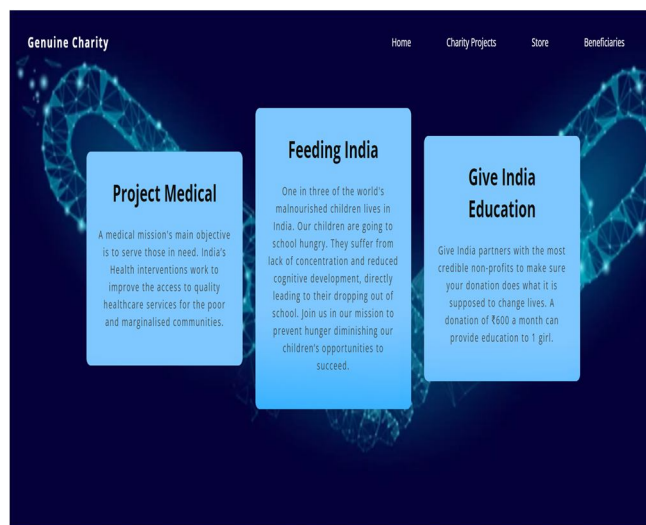 Genuine Charity
Home
Charity Projects
Store
Beneficiaries
Project Medical
A medical mission's main objective
is to serve those in need. India's
Health interventions work to
improve the access to quality
healthcare services for the poor
and marginalised communities.
Feeding India
One in three of the world's
malnourished children lives in
India. Our children are going to
school hungry. They suffer from
lack of concentration and reduced
cognitive development, directly
leading to their dropping out of
school. Join us in our mission to
prevent hunger diminishing our
children's opportunities to
succeed.
Give India
Education
Give India partners with the most
credible non-profits to make sure
your donation does what it is
supposed to change lives. A
donation of ₹600 a month can
provide education to 1 girl.